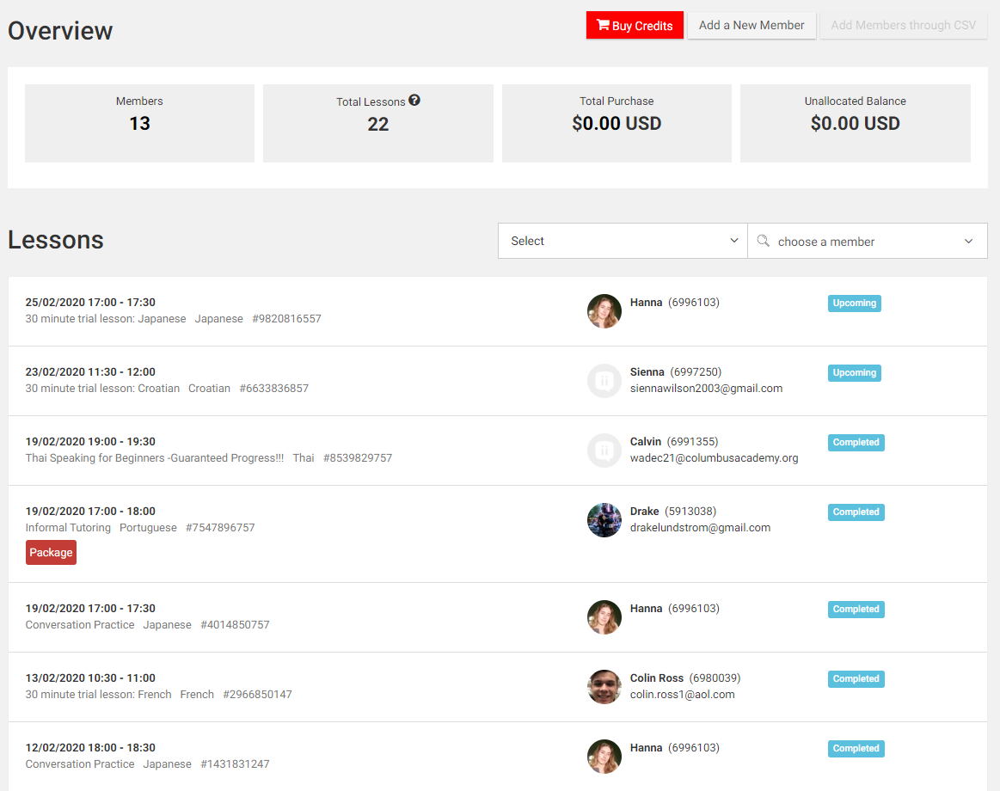 Overview
Buy Credits
Add a New Member
Add Members through CSV
Members
13
Total Lessons
22
Total Purchase
$0.00 USD
Unallocated Balance
$0.00 USD
Lessons
Select
choose a member
25/02/2020 17:00 - 17:30
30 minute trial lesson: Japanese Japanese #9820816557
Hanna (6996103)
Upcoming
23/02/2020 11:30 - 12:00
30 minute trial lesson: Croatian Croatian #6633836857
Sienna (6997250)
siennawilson2003@gmail.com
Upcoming
19/02/2020 19:00 - 19:30
Thai Speaking for Beginners -Guaranteed Progress!!! Thai #8539829757
Calvin (6991355)
wadec21@columbusacademy.org
Completed
19/02/2020 17:00 - 18:00
Informal Tutoring Portuguese #7547896757
Package
Drake (5913038)
drakelundstrom@gmail.com
Completed
19/02/2020 17:00 - 17:30
Conversation Practice Japanese #4014850757
Hanna (6996103)
Completed
13/02/2020 10:30 - 11:00
30 minute trial lesson: French French #2966850147
Colin Ross (6980039)
colin.ross1@aol.com
Completed
12/02/2020 18:00 - 18:30
Conversation Practice Japanese #1431831247
Hanna (6996103)
Completed